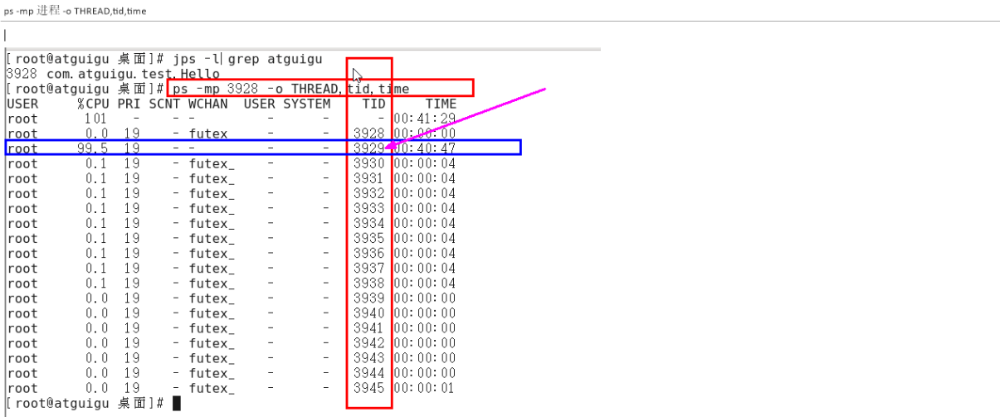 ps -mp 进程 -o THREAD,tid,time
[root@atguigu 桌面]# jps -l| grep atguigu
3928 com.atguigu.test.Hello
[root@atguigu 桌面]# ps -mp 3928 -o THREAD,tid,time
USER %CPU PRI SCNT WCHAN USER SYSTEM TID TIME
root 101 - - - - - - 00:41:29
root 0.0 19 - futex_ - - 3928 00:00:00
root 99.5 19 - - - - 3929 00:40:47
root 0.1 19 - futex_ - - 3930 00:00:04
root 0.1 19 - futex_ - - 3931 00:00:04
root 0.1 19 - futex_ - - 3932 00:00:04
root 0.1 19 - futex_ - - 3933 00:00:04
root 0.1 19 - futex_ - - 3934 00:00:04
root 0.1 19 - futex_ - - 3935 00:00:04
root 0.1 19 - futex_ - - 3936 00:00:04
root 0.1 19 - futex_ - - 3937 00:00:04
root 0.1 19 - futex_ - - 3938 00:00:04
root 0.0 19 - futex_ - - 3939 00:00:00
root 0.0 19 - futex_ - - 3940 00:00:00
root 0.0 19 - futex_ - - 3941 00:00:00
root 0.0 19 - futex_ - - 3942 00:00:00
root 0.0 19 - futex_ - - 3943 00:00:00
root 0.0 19 - futex_ - - 3944 00:00:00
root 0.0 19 - futex_ - - 3945 00:00:01
[root@atguigu 桌面]#